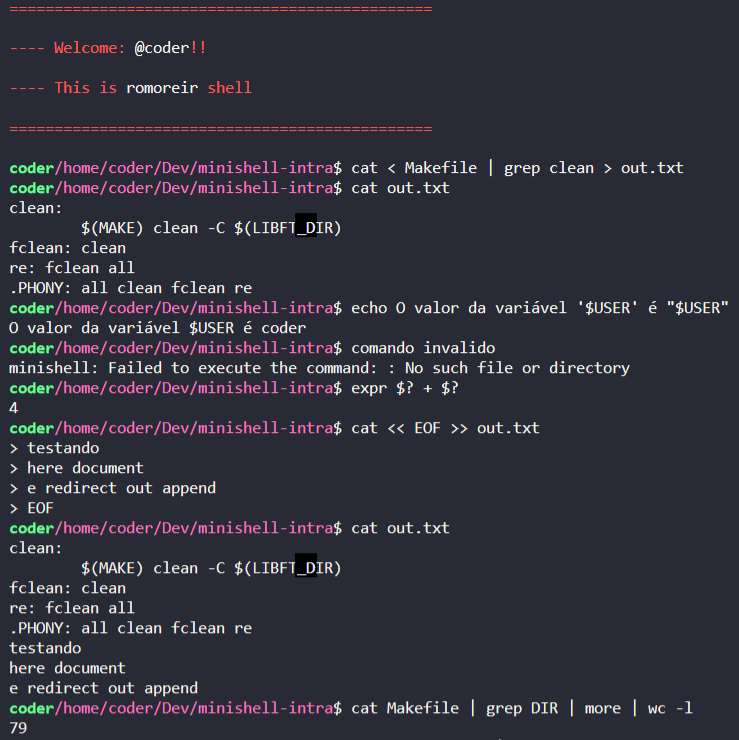 ===============================================
---- Welcome: @coder!!
---- This is romoreir shell
===============================================
coder/home/coder/Dev/minishell-intra$ cat < Makefile | grep clean > out.txt
coder/home/coder/Dev/minishell-intra$ cat out.txt
clean:
        $(MAKE) clean -C $(LIBFT_DIR)
fclean: clean
re: fclean all
.PHONY: all clean fclean re
coder/home/coder/Dev/minishell-intra$ echo O valor da variável '$USER' é "$USER"
O valor da variável $USER é coder
coder/home/coder/Dev/minishell-intra$ comando invalido
minishell: Failed to execute the command: : No such file or directory
coder/home/coder/Dev/minishell-intra$ expr $? + $?
4
coder/home/coder/Dev/minishell-intra$ cat << EOF >> out.txt
> testando
> here document
> e redirect out append
> EOF
coder/home/coder/Dev/minishell-intra$ cat out.txt
clean:
        $(MAKE) clean -C $(LIBFT_DIR)
fclean: clean
re: fclean all
.PHONY: all clean fclean re
testando
here document
e redirect out append
coder/home/coder/Dev/minishell-intra$ cat Makefile | grep DIR | more | wc -l
79